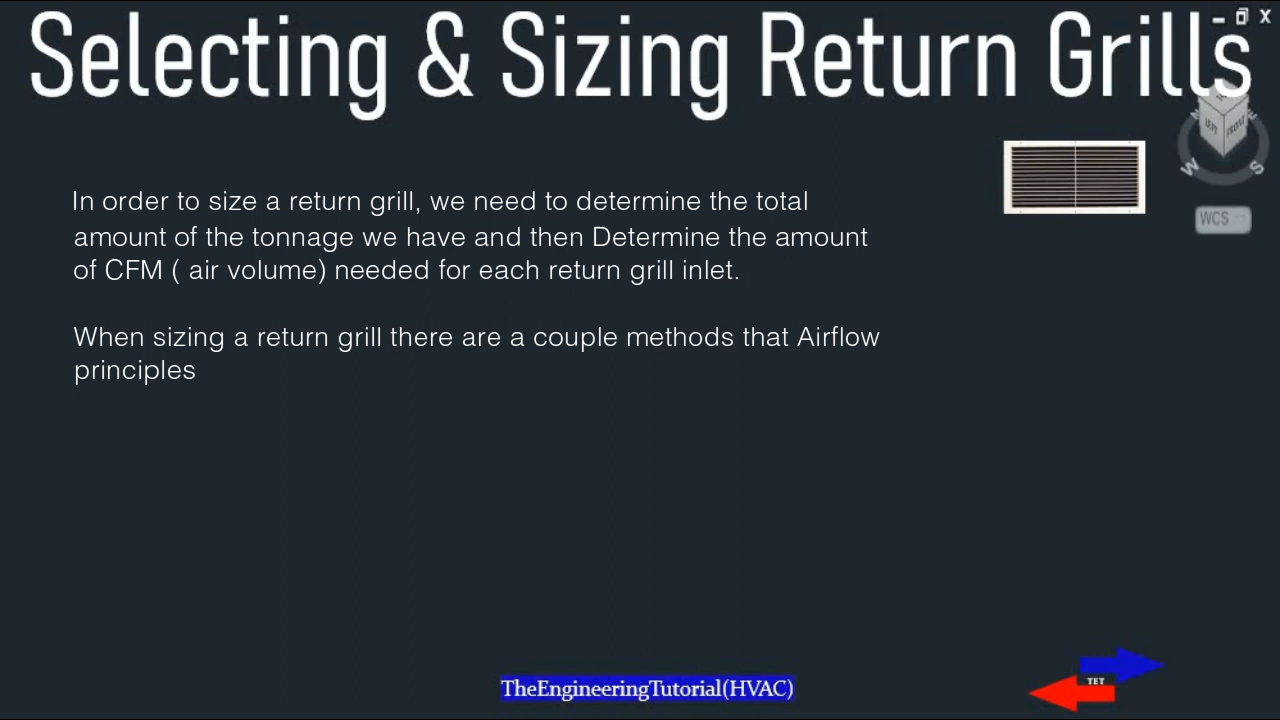 Selecting & Sizing Return Grills
In order to size a return grill, we need to determine the total
amount of the tonnage we have and then Determine the amount
of CFM ( air volume) needed for each return grill inlet.
When sizing a return grill there are a couple methods that Airflow
principles
LEFT
FRONT
W
S
WCS
TheEngineeringTutorial(HVAC)
TET